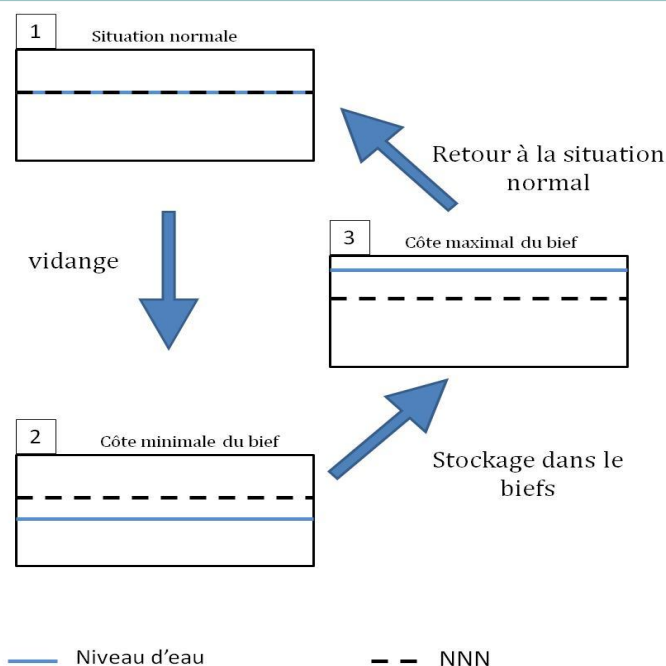 1
Situation normale
Retour à la situation
normal
vidange
3
Côte maximal du bief
2
Côte minimale du bief
Stockage dans le
biefs
Niveau d'eau
NNN